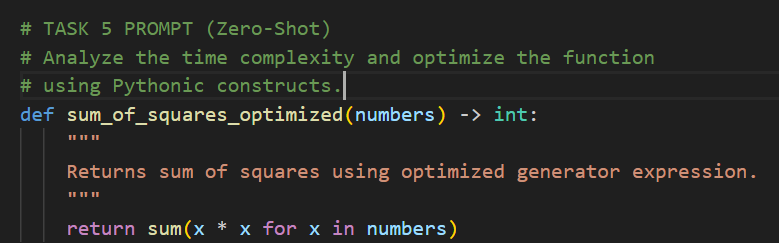 # TASK 5 PROMPT (Zero-Shot)
# Analyze the time complexity and optimize the function
# using Pythonic constructs.
def sum_of_squares_optimized(numbers) -> int:
    """
    Returns sum of squares using optimized generator expression.
    """
    return sum(x * x for x in numbers)